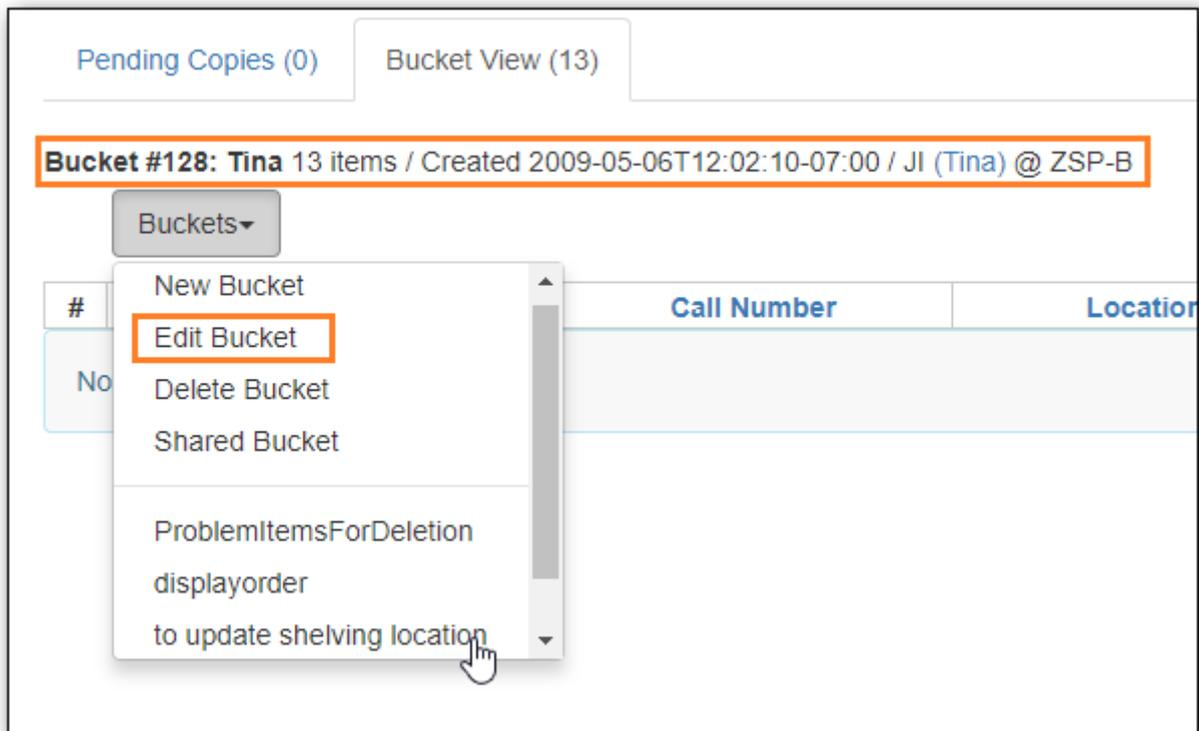 Pending Copies (0) Bucket View (13)
Bucket #128: Tina 13 items / Created 2009-05-06T12:02:10-07:00 / JI (Tina) @ ZSP-B
Buckets
# Call Number Location
New Bucket
Edit Bucket
No
Delete Bucket
Shared Bucket
ProblemItemsForDeletion
displayorder
to update shelving location